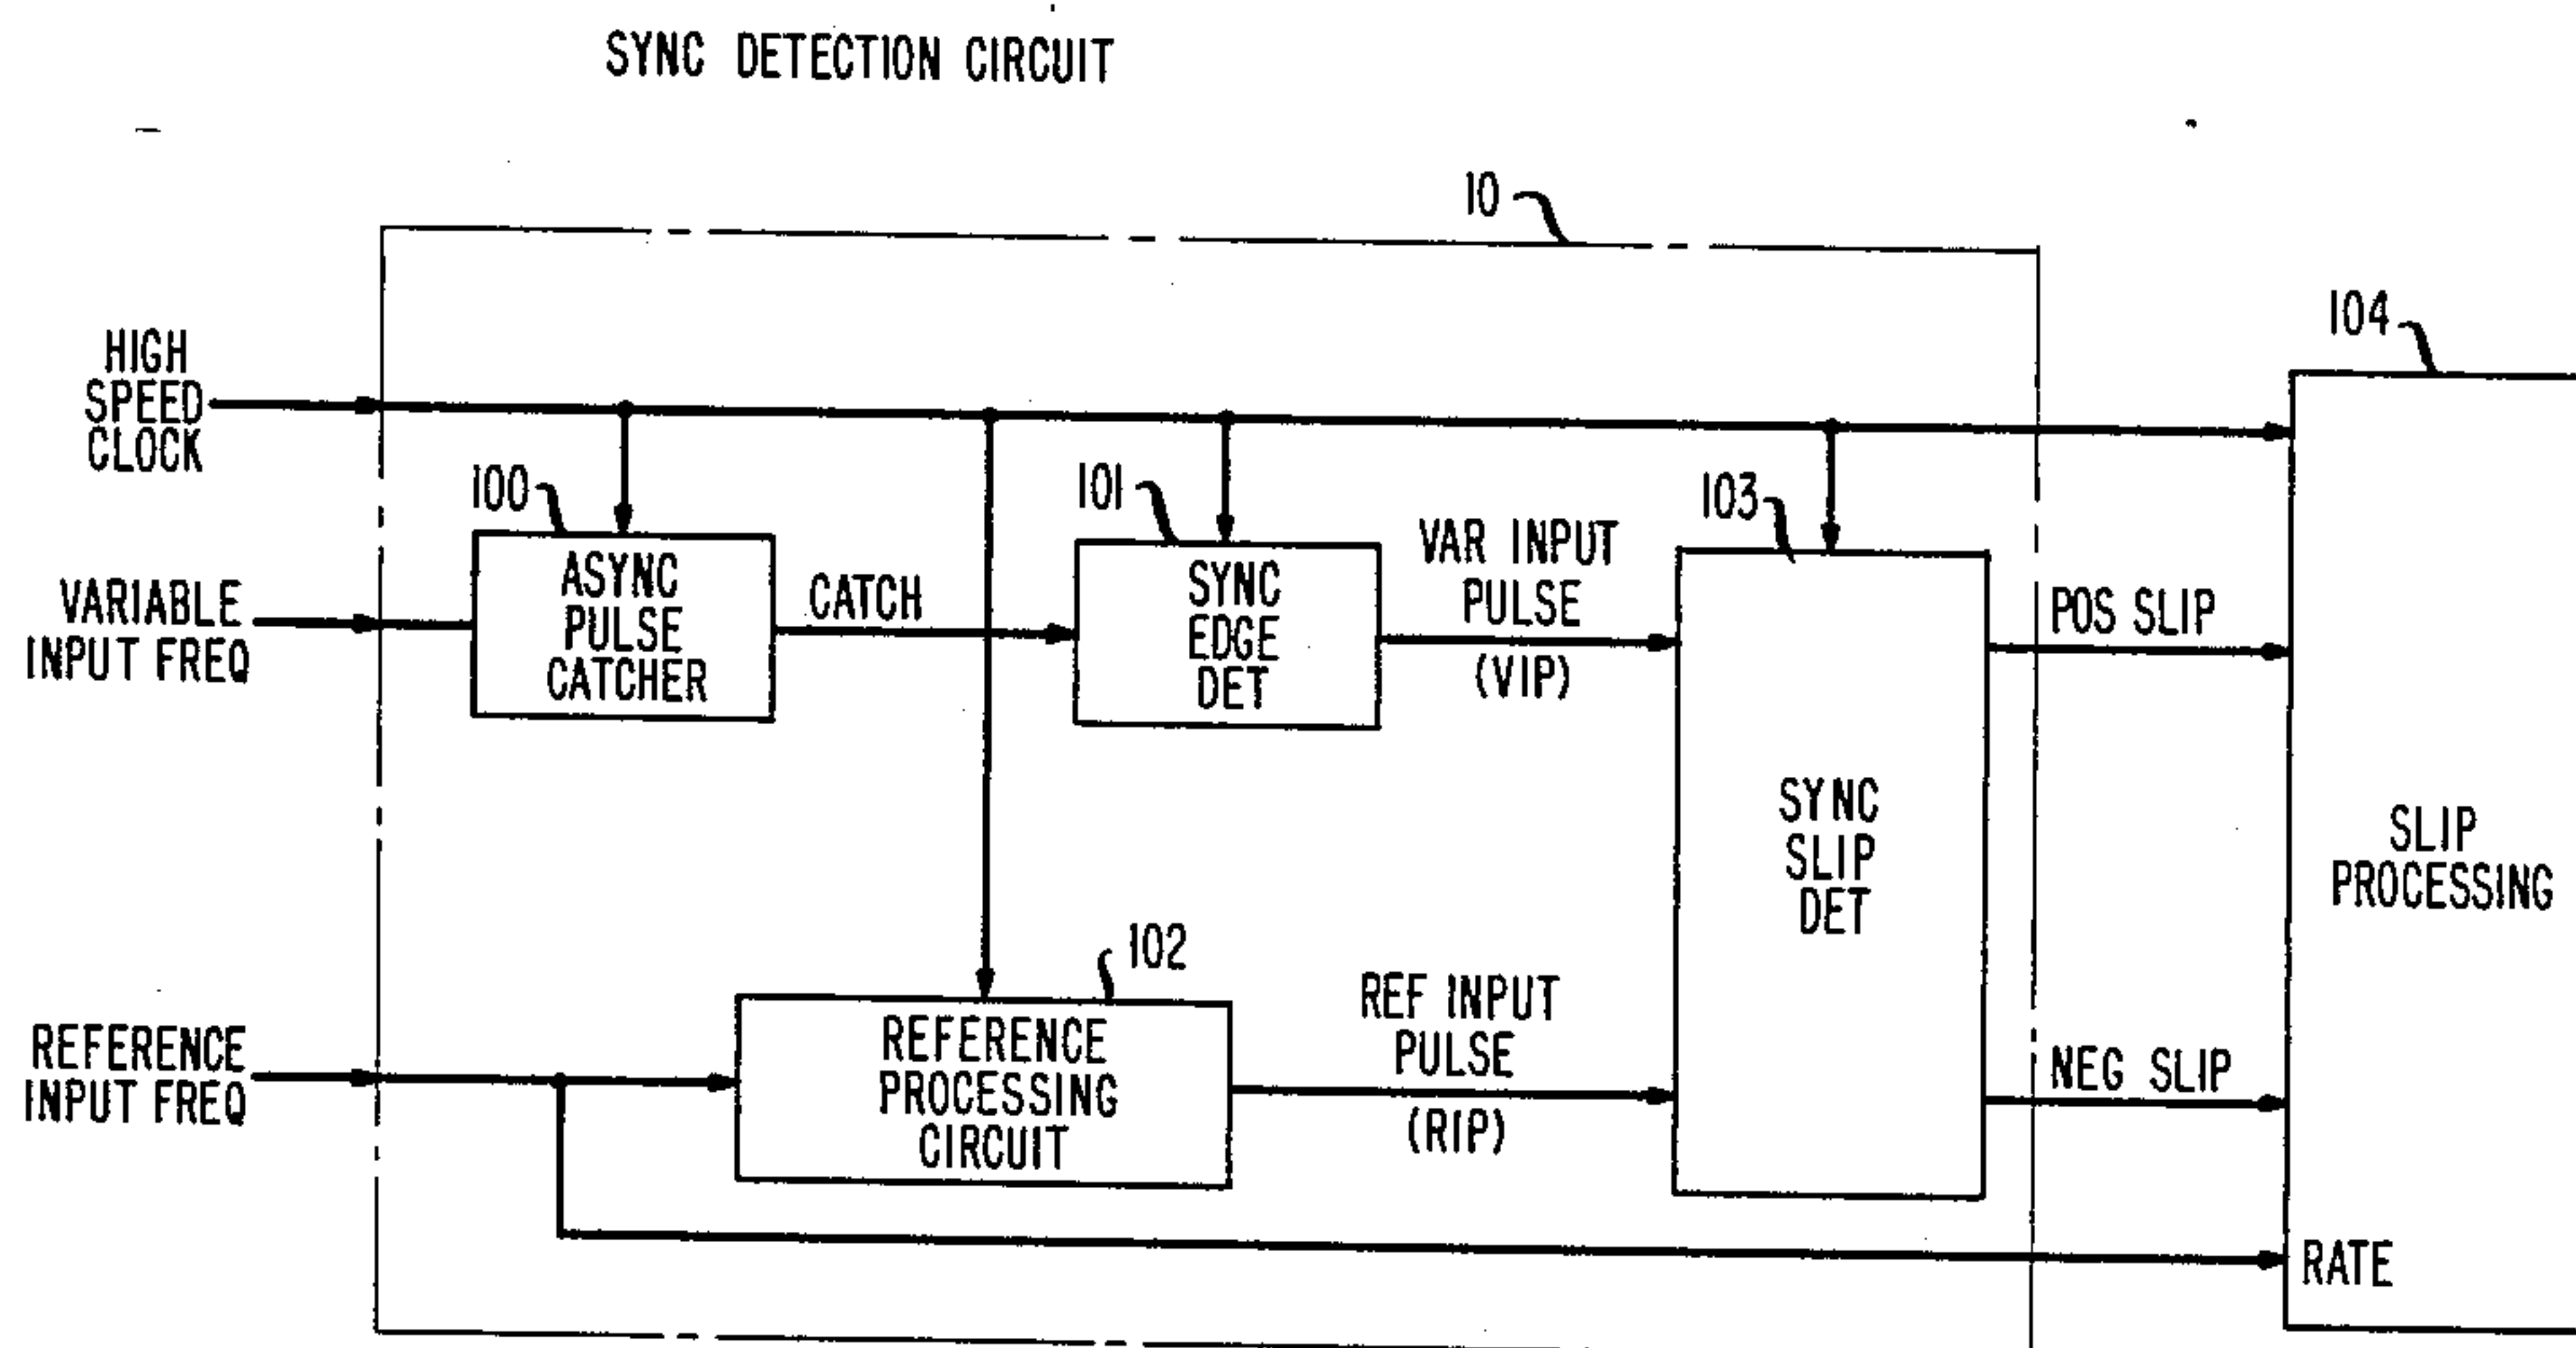 SYNC DETECTION CIRCUIT
10
104
HIGH
SPEED
CLOCK
100
101
103
VARIABLE
INPUT FREQ
ASYNC
PULSE
CATCHER
CATCH
SYNC
EDGE
DET
VAR INPUT
PULSE
(VIP)
POS SLIP
SYNC
SLIP
DET
SLIP
PROCESSING
102
REFERENCE
INPUT FREQ
REFERENCE
PROCESSING
CIRCUIT
REF INPUT
PULSE
(RIP)
NEG SLIP
RATE